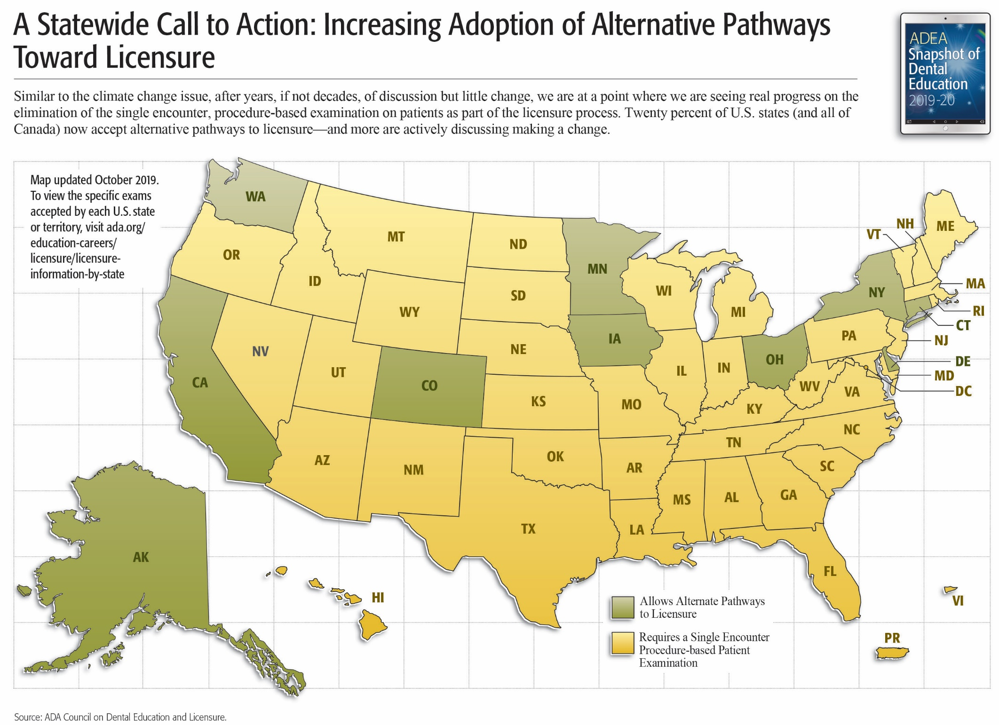 A Statewide Call to Action: Increasing Adoption of Alternative Pathways
Toward Licensure
ADEA
Snapshot of
Dental
Education
2019-20
Similar to the climate change issue, after years, if not decades, of discussion but little change, we are at a point where we are seeing real progress on the
elimination of the single encounter, procedure-based examination on patients as part of the licensure process. Twenty percent of U.S. states (and all of
Canada) now accept alternative pathways to licensure—and more are actively discussing making a change.
Map updated October 2019.
To view the specific exams
accepted by each U.S. state
or territory, visit ada.org/
education-careers/
licensure/licensure-
information-by-state
WA
OR
MT
ID
ND
SD
WY
MN
WI
MI
NH
VT
ME
NY
MA
RI
CT
PA
NJ
DE
MD
DC
NV
CA
UT
CO
NE
IA
KS
MO
IL
IN
OH
WV
VA
KY
NC
TN
SC
AZ
NM
OK
AR
MS
AL
GA
TX
LA
FL
AK
HI
VI
PR
Allows Alternate Pathways
to Licensure
Requires a Single Encounter
Procedure-based Patient
Examination
Source: ADA Council on Dental Education and Licensure.